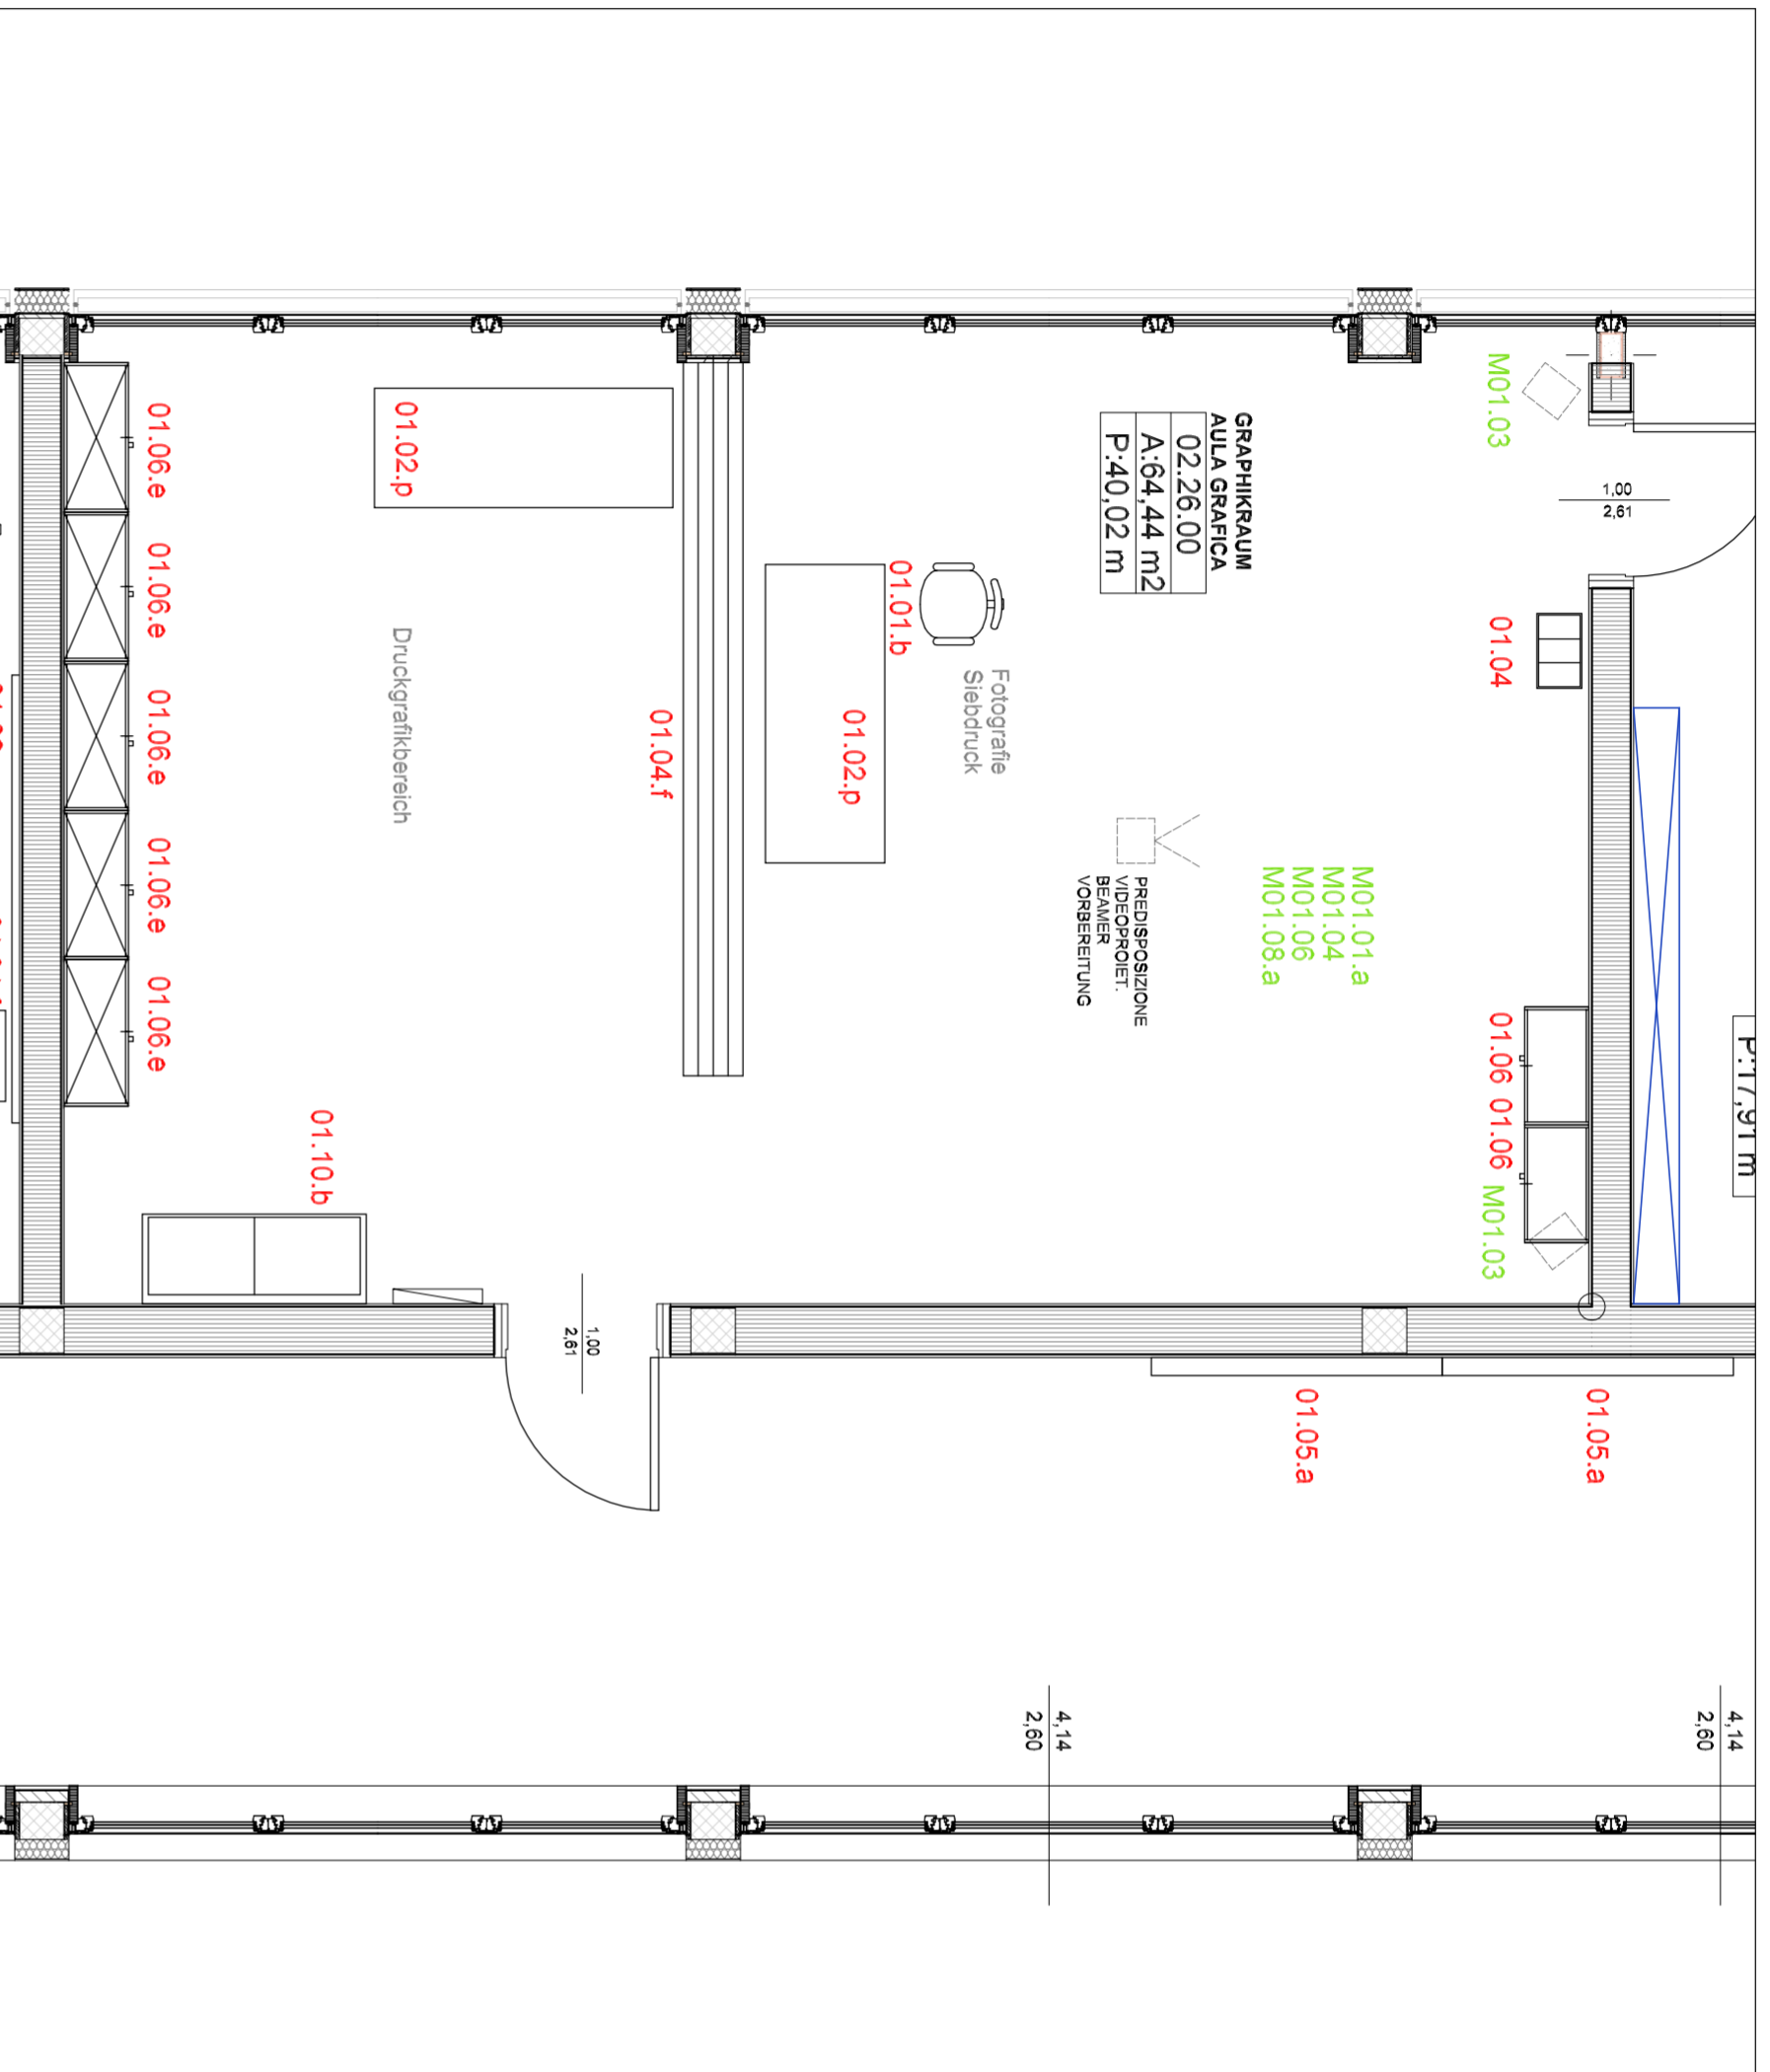 GRAPHIKRAUM
AULA GRAFICA
02.26.00
A:64,44 m2
P:40,02 m
M01.03
1,00
2,61
01.04
P:17,91 m
M01.01.a
M01.04
M01.06
M01.08.a
01.06 01.06 M01.03
PREDISPOSIZIONE
VIDEOPROIET.
BEAMER
VORBEREITUNG
Fotografie
Siebdruck
01.01.b
01.02.p
01.04.f
01.02.p
Druckgrafikbereich
01.06.e
01.06.e
01.06.e
01.06.e
01.06.e
01.10.b
1,00
2,61
01.05.a
01.05.a
4,14
2,60
4,14
2,60